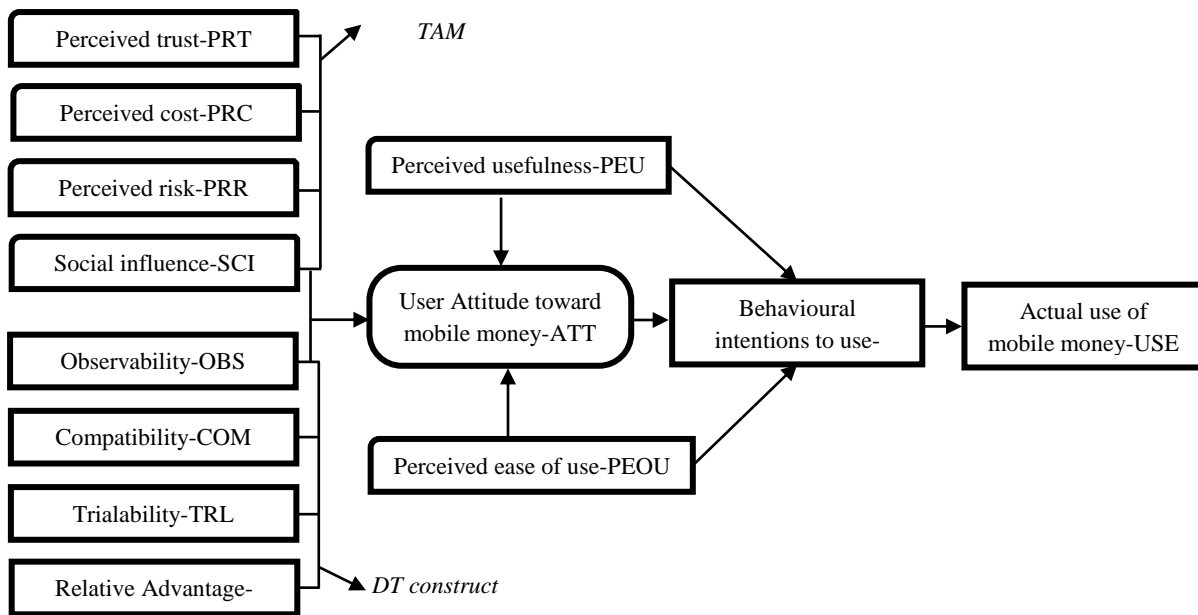 Perceived trust-PRT
TAM
Perceived cost-PRC
Perceived usefulness-PEU
Perceived risk-PRR
Social influence-SCI
User Attitude toward
mobile money-ATT
Behavioural
intentions to use-
Actual use of
mobile money-USE
Observability-OBS
Compatibility-COM
Perceived ease of use-PEOU
Trialability-TRL
Relative Advantage-
DT construct